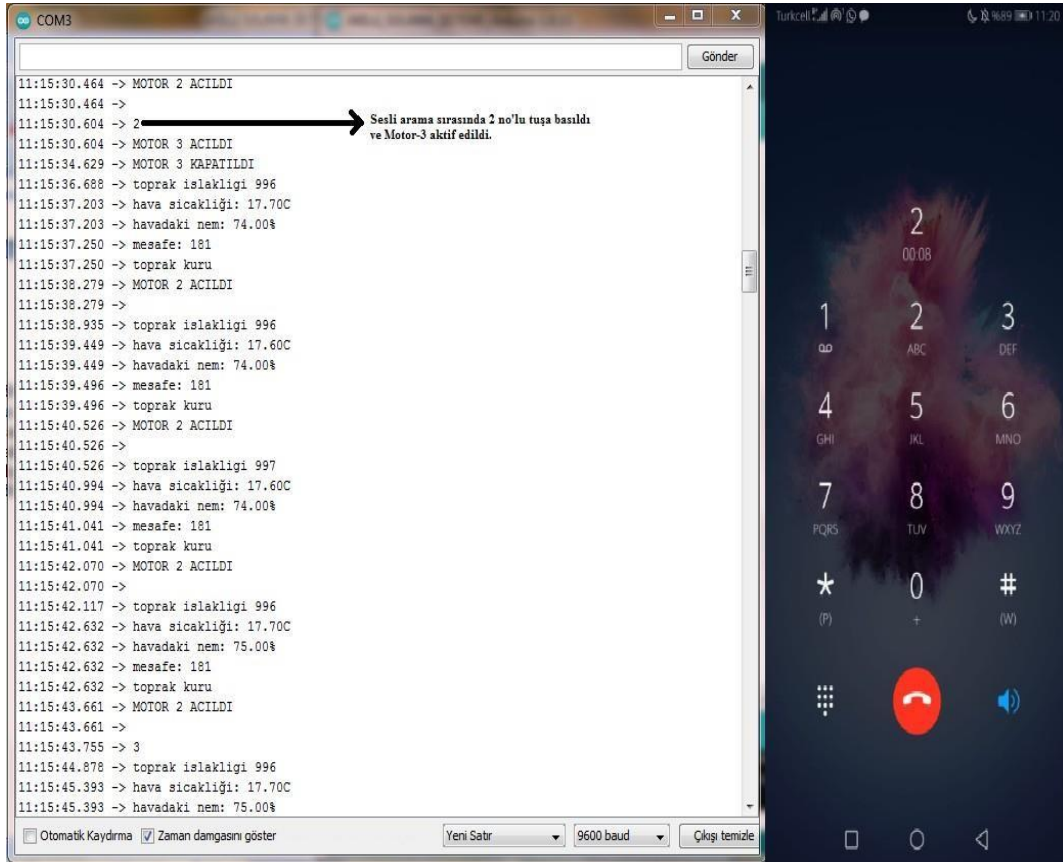 COM3
Gönder
11:15:30.464 -> MOTOR 2 ACILDI
11:15:30.464 ->
11:15:30.604 -> 2
Sesli arama sırasında 2 no'lu tuşa basıldı
ve Motor-3 aktif edildi.
11:15:30.604 -> MOTOR 3 ACILDI
11:15:34.629 -> MOTOR 3 KAPATILDI
11:15:36.688 -> toprak islakligi 996
11:15:37.203 -> hava sicakliği: 17.70C
11:15:37.203 -> havadaki nem: 74.00%
11:15:37.250 -> mesafe: 181
11:15:37.250 -> toprak kuru
11:15:38.279 -> MOTOR 2 ACILDI
11:15:38.279 ->
11:15:38.935 -> toprak islakligi 996
11:15:39.449 -> hava sicakliği: 17.60C
11:15:39.449 -> havadaki nem: 74.00%
11:15:39.496 -> mesafe: 181
11:15:39.496 -> toprak kuru
11:15:40.526 -> MOTOR 2 ACILDI
11:15:40.526 ->
11:15:40.526 -> toprak islakligi 997
11:15:40.994 -> hava sicakliği: 17.60C
11:15:40.994 -> havadaki nem: 74.00%
11:15:41.041 -> mesafe: 181
11:15:41.041 -> toprak kuru
11:15:42.070 -> MOTOR 2 ACILDI
11:15:42.070 ->
11:15:42.117 -> toprak islakligi 996
11:15:42.632 -> hava sicakliği: 17.70C
11:15:42.632 -> havadaki nem: 75.00%
11:15:42.632 -> mesafe: 181
11:15:42.632 -> toprak kuru
11:15:43.661 -> MOTOR 2 ACILDI
11:15:43.661 ->
11:15:43.755 -> 3
11:15:44.878 -> toprak islakligi 996
11:15:45.393 -> hava sicakliği: 17.70C
11:15:45.393 -> havadaki nem: 75.00%
Otomatik Kaydırma Zaman damgasını göster Yeni Satır 9600 baud Çıkışı temizle
Turkcell %89 11:20
2
00:08
1 2 3
ABC DEF
4 5 6
GHI JKL MNO
7 8 9
PQRS TUV WXYZ
* 0 #
(P) + (W)